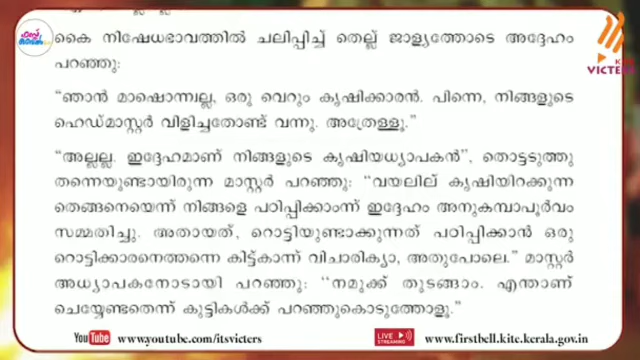 കൈ നിഷേധഭാവത്തിൽ ചലിപ്പിച്ച് തെല്ല് ജാള്യത്തോടെ അദ്ദേഹം
പറഞ്ഞു:
“ഞാൻ മാഷൊന്ന്വല്ല, ഒരു വെറും കൃഷിക്കാരൻ. പിന്നെ, നിങ്ങളുടെ
ഹെഡ്മാസ്റ്റർ വിളിച്ചതോണ്ട് വന്നു. അത്രേള്ളൂ.”
“അല്ലല്ല. ഇദ്ദേഹമാണ് നിങ്ങളുടെ കൃഷിയധ്യാപകൻ”, തൊട്ടടുത്തു
തന്നെയുണ്ടായിരുന്ന മാസ്റ്റർ പറഞ്ഞു: “വയലില് കൃഷിയിറക്കുന്ന
തെങ്ങനെയെന്ന് നിങ്ങളെ പഠിപ്പിക്കാംന്ന് ഇദ്ദേഹം അനുകമ്പാപൂർവം
സമ്മതിച്ചു. അതായത്, റൊട്ടിയുണ്ടാക്കുന്നത് പഠിപ്പിക്കാൻ ഒരു
റൊട്ടിക്കാരനെത്തന്നെ കിട്ട്കാന്ന് വിചാരിക്യാ, അതുപോലെ.” മാസ്റ്റർ
അധ്യാപകനോടായി പറഞ്ഞു: ‘‘നമുക്ക് തുടങ്ങാം. എന്താണ്
ചെയ്യേണ്ടതെന്ന് കുട്ടികൾക്ക് പറഞ്ഞുകൊടുത്തോളൂ.”
VICTERS
YouTube www.youtube.com/itsvicters
LIVE STREAMING www.firstbell.kite.kerala.gov.in